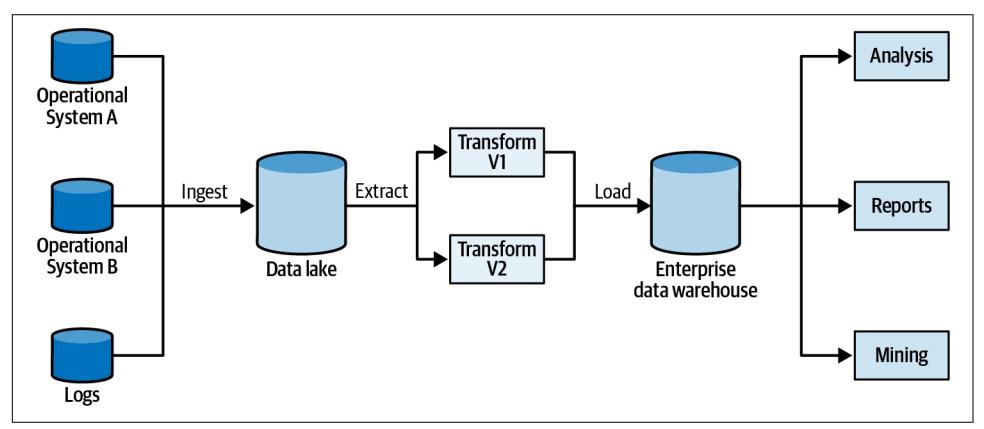 Operational
System A
Operational
System B
Logs
Ingest
Data lake
Extract
Transform
V1
Transform
V2
Load
Enterprise
data warehouse
Analysis
Reports
Mining